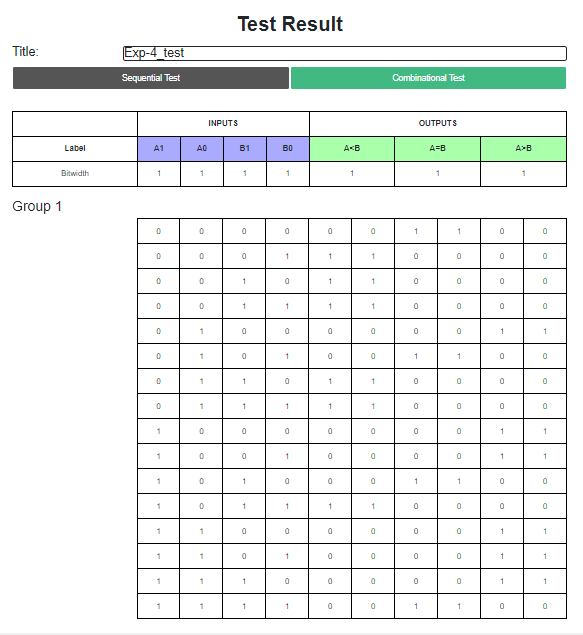 Test Result
Title: Exp-4_test
Sequential Test Combinational Test
INPUTS OUTPUTS
Label A1 A0 B1 B0 A<B A=B A>B
Bitwidth 1 1 1 1 1 1 1
Group 1
0 0 0 0 0 0 1 1 0 0
0 0 0 1 1 1 0 0 0 0
0 0 1 0 1 1 0 0 0 0
0 0 1 1 1 1 0 0 0 0
0 1 0 0 0 0 0 0 1 1
0 1 0 1 0 0 1 1 0 0
0 1 1 0 1 1 0 0 0 0
0 1 1 1 1 1 0 0 0 0
1 0 0 0 0 0 0 0 1 1
1 0 0 1 0 0 0 0 1 1
1 0 1 0 0 0 1 1 0 0
1 0 1 1 1 1 0 0 0 0
1 1 0 0 0 0 0 0 1 1
1 1 0 1 0 0 0 0 1 1
1 1 1 0 0 0 0 0 1 1
1 1 1 1 0 0 1 1 0 0